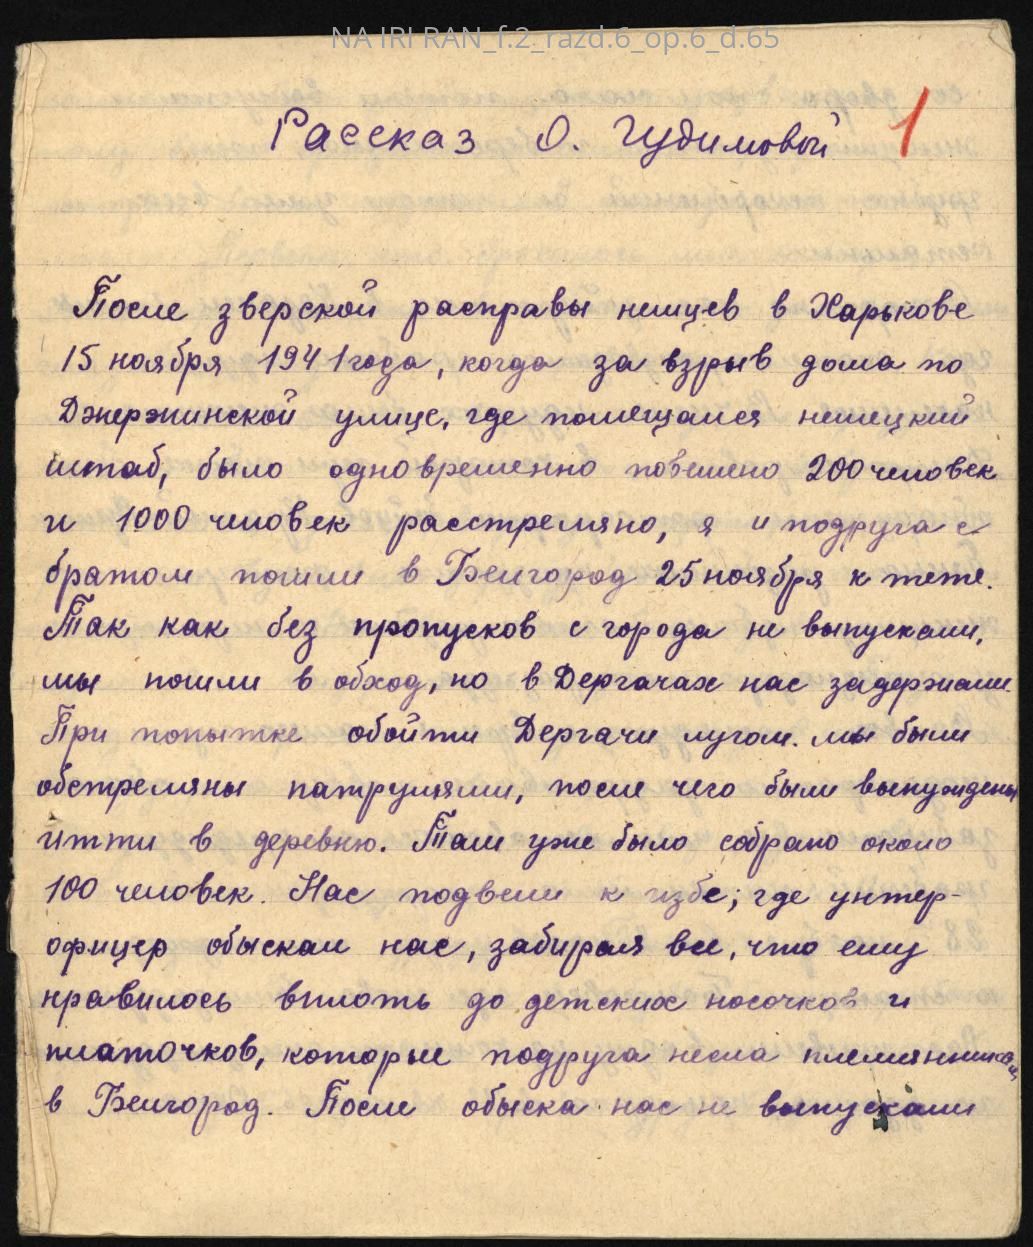 NA IRI RAN_f.2_razd.6_op.6_d.65
1
Рассказ О. Гудимовой
После зверской расправы немцев в Харькове
15 ноября 1941 года, когда за взрыв дома по
Джержинской улице, где помещался немецкий
штаб, было одновременно повешено 200 человек
и 1000 человек расстреляно, я и подруга с
братом пошли в Белгород 25 ноября к тете.
Так как без пропусков с города не выпускали,
мы пошли в обход, но в Дергачах нас задержали.
При попытке обойти Дергачи лугом. мы были
обстреляны патрулями, после чего были вынуждены
итти в деревню. Там уже было собрано около
100 человек. Нас подвели к избе, где унтер-
офицер обыскал нас, забирая все, что ему
нравилось вплоть до детских носочков и
платочков, которые подруга несла племянникам
в Белгород. После обыска нас не выпускали